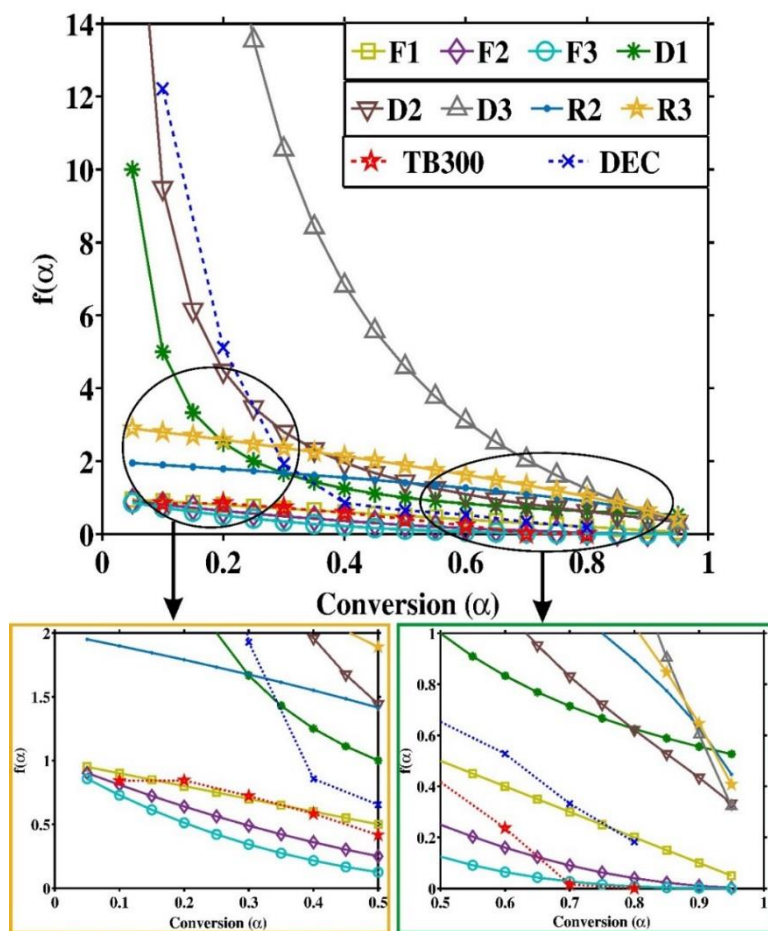 14
12
10
8
6
4
2
0
f(α)
F1 F2 F3 D1
D2 D3 R2 R3
TB300 DEC
0 0.2 0.4 0.6 0.8 1
Conversion (α)
2
1.5
1
0.5
0
f(α)
0.1 0.2 0.3 0.4 0.5
Conversion (α)
1
0.8
0.6
0.4
0.2
0
f(α)
0.5 0.6 0.7 0.8 0.9 1
Conversion (α)